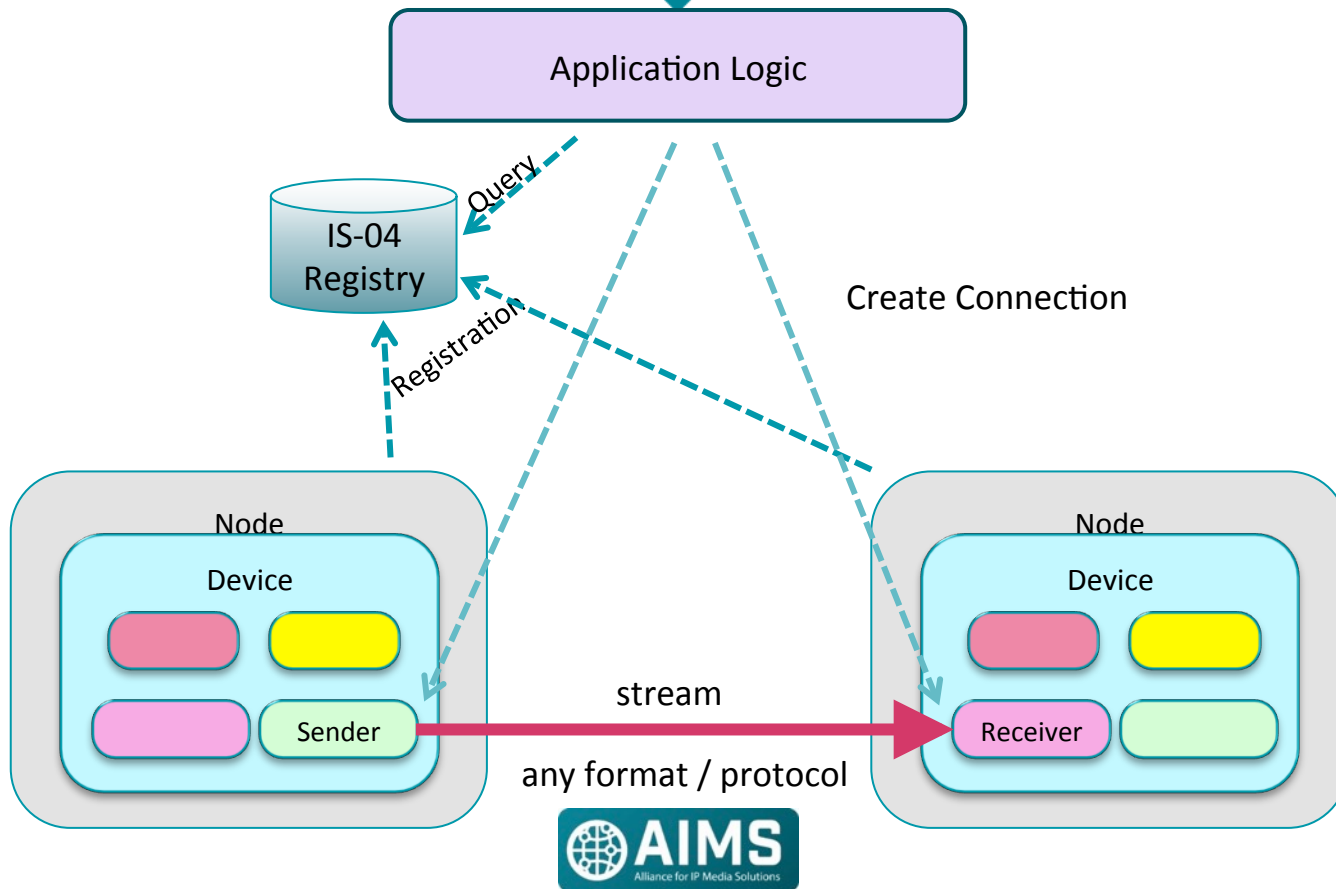 Application Logic
Query
IS-04
Registry
Registration
Create Connection
Node
Device
Sender
Node
Device
Receiver
stream
any format / protocol
AIMS
Alliance for IP Media Solutions